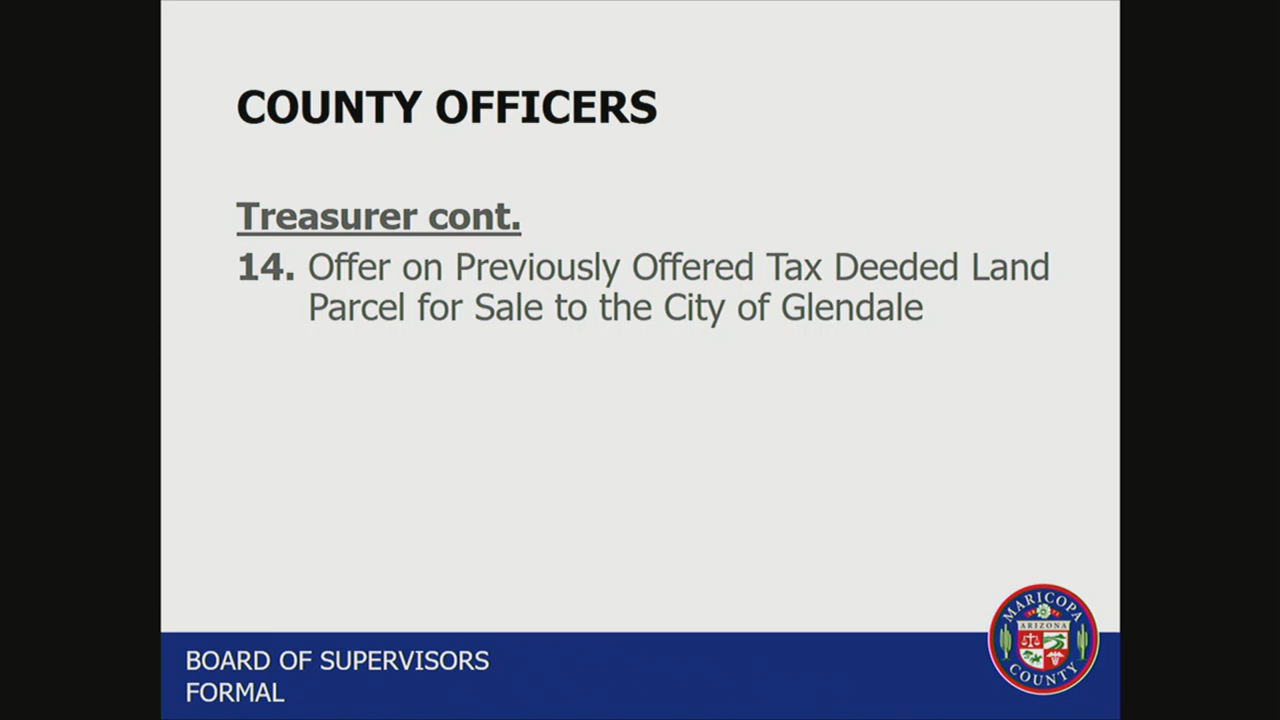 COUNTY OFFICERS
Treasurer cont.
14. Offer on Previously Offered Tax Deeded Land
Parcel for Sale to the City of Glendale
BOARD OF SUPERVISORS
FORMAL
MARICOPA
ARIZONA
COUNTY